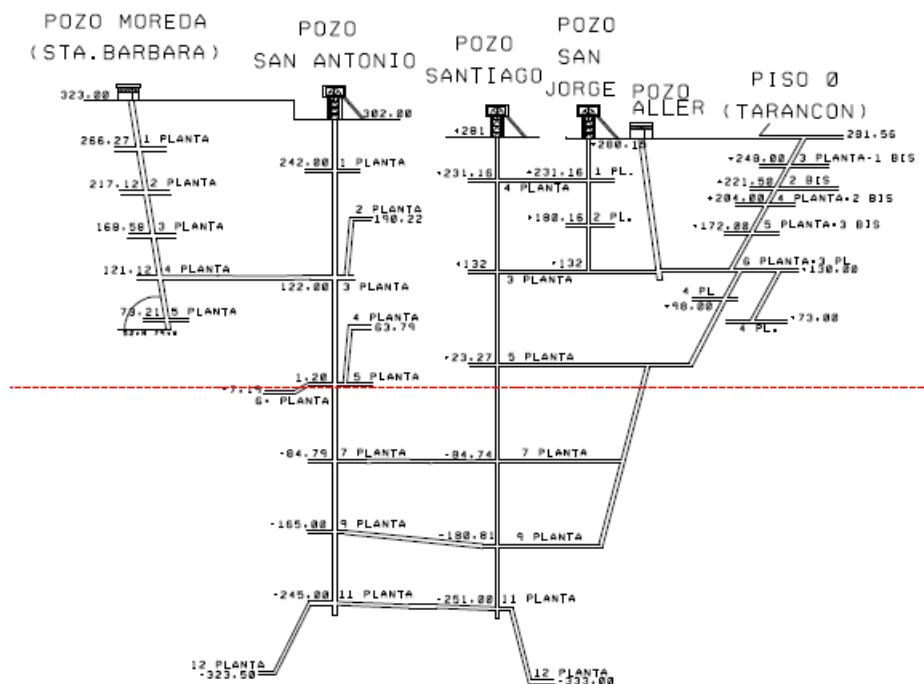 POZO MOREDA
(STA.BARBARA)
POZO
SAN ANTONIO
POZO
SANTIAGO
POZO
SAN
JORGE
POZO
ALLER
PISO Ø
(TARANCON)
323.00
302.00
+281
+280.15
281.56
266.27 1 PLANTA
242.00 1 PLANTA
+231.16
4 PLANTA
+231.16 1 PL.
+248.00 3 PLANTA-1 BIS
+221.50 2 BIS
+204.00 4 PLANTA-2 BIS
217.12 2 PLANTA
2 PLANTA
190.22
+180.16 2 PL.
+172.00 5 PLANTA-3 BIS
168.58 3 PLANTA
121.12 4 PLANTA
122.00 3 PLANTA
+132
3 PLANTA
+132
6 PLANTA-3 PL
+130.00
73.21 5 PLANTA
4 PLANTA
63.79
4 PL
+98.00
+73.00
4 PL.
+23.27 5 PLANTA
1.20 5 PLANTA
-7.19
6ª PLANTA
-84.79 7 PLANTA
-84.74 7 PLANTA
-165.00 9 PLANTA
-180.81 9 PLANTA
-245.00 11 PLANTA
-251.00 11 PLANTA
12 PLANTA
-323.50
12 PLANTA
-333.00